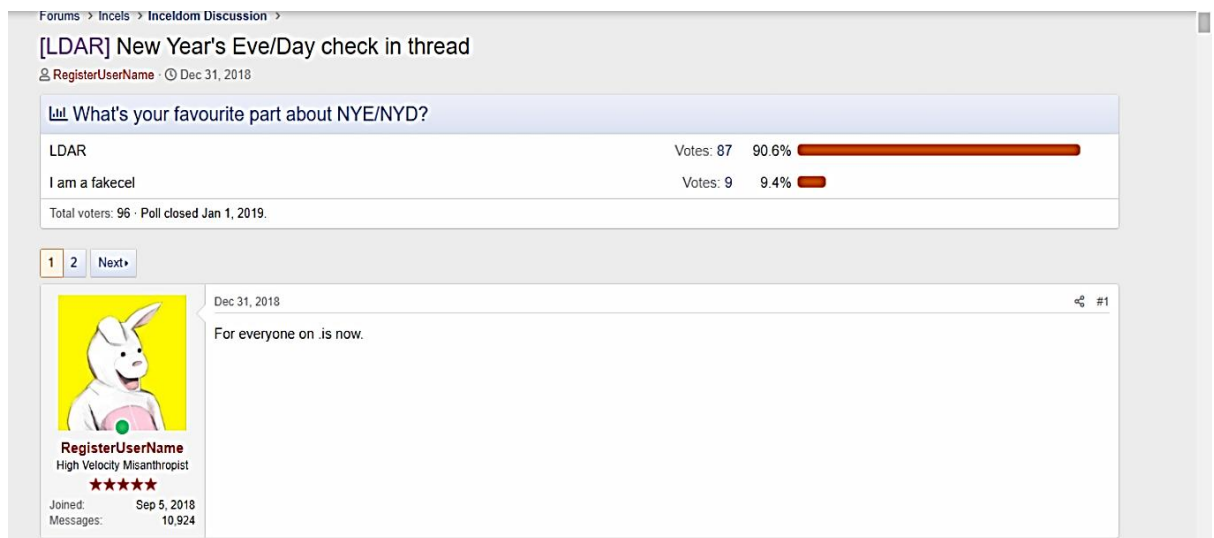 Forums > Incels > Inceldom Discussion >
[LDAR] New Year's Eve/Day check in thread
RegisterUserName · Dec 31, 2018
What's your favourite part about NYE/NYD?
LDAR Votes: 87 90.6%
I am a fakecel Votes: 9 9.4%
Total voters: 96 · Poll closed Jan 1, 2019.
1 2 Next
Dec 31, 2018 #1
For everyone on .is now.
RegisterUserName
High Velocity Misanthropist
Joined: Sep 5, 2018
Messages: 10,924